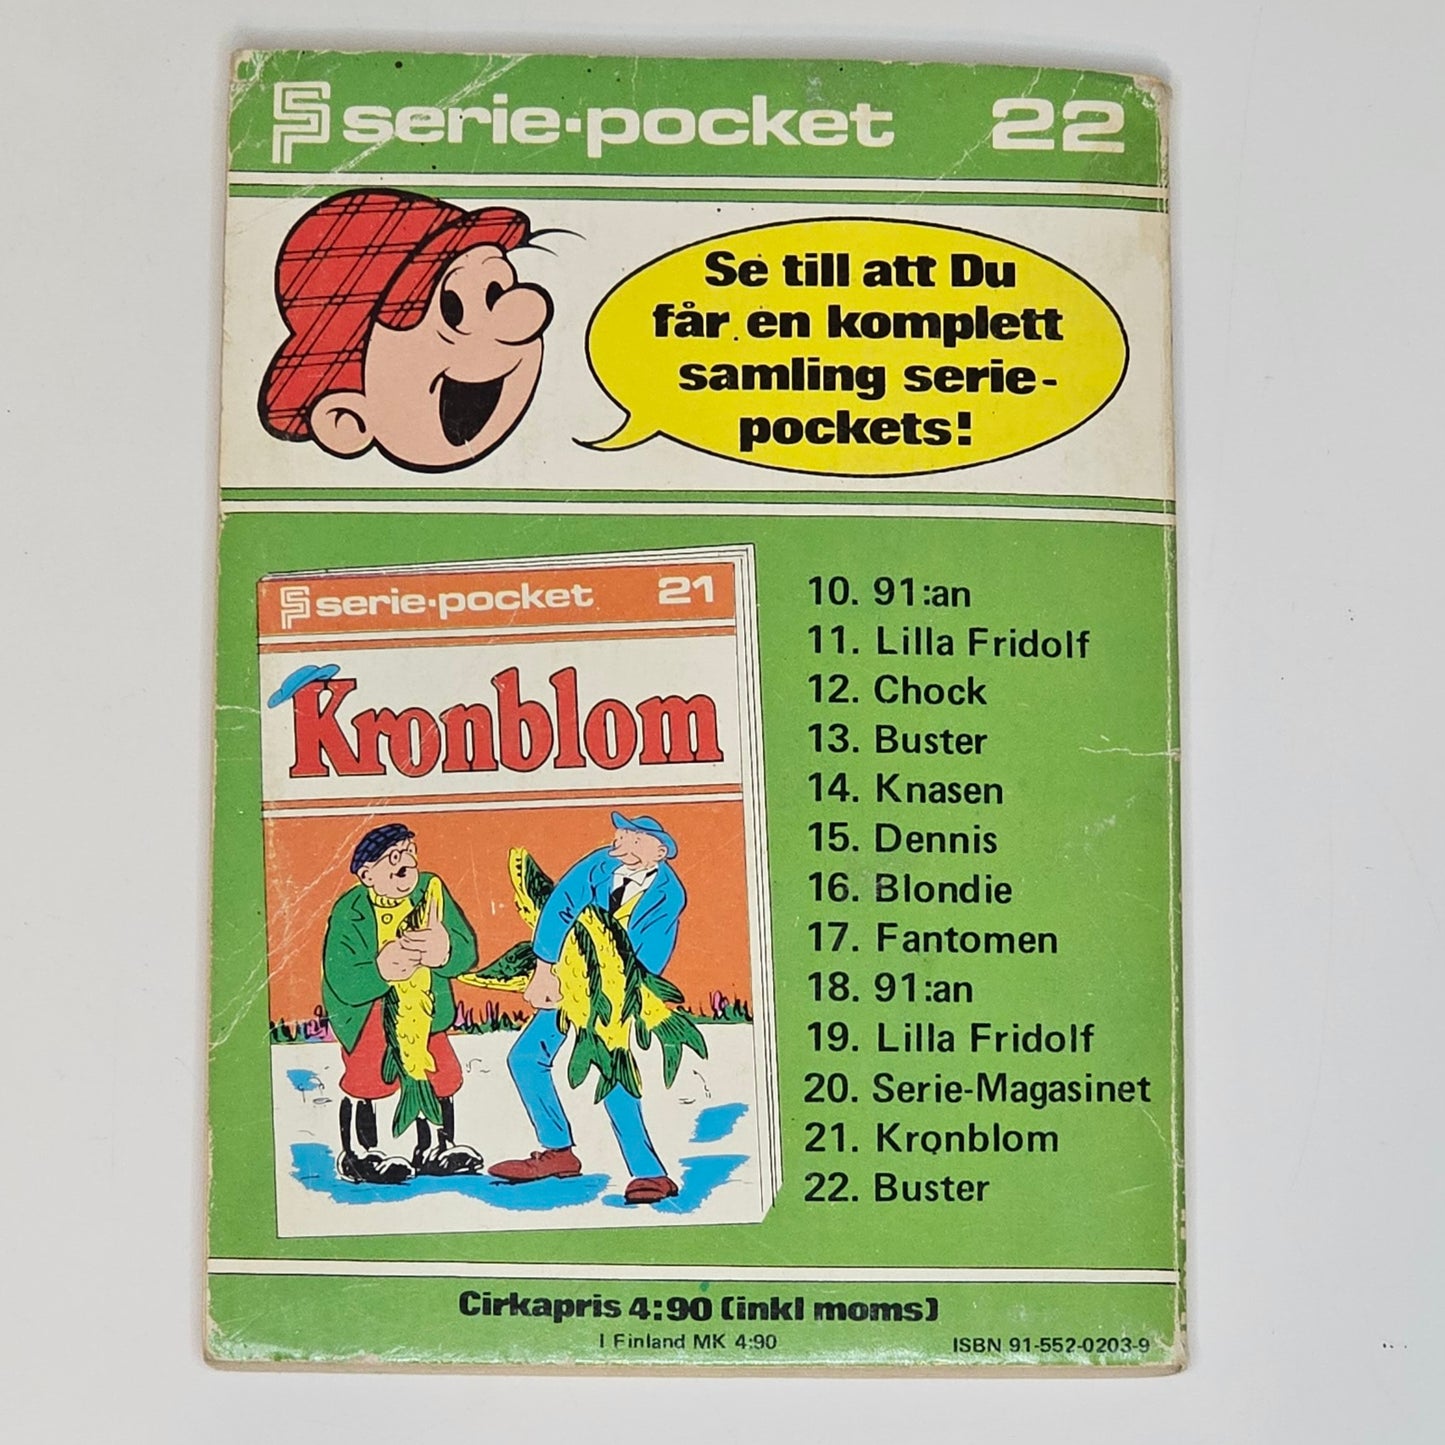 SP serie-pocket 22
Se till att Du
får en komplett
samling serie-
pockets!
SP serie-pocket 21
Kronblom
10. 91:an
11. Lilla Fridolf
12. Chock
13. Buster
14. Knasen
15. Dennis
16. Blondie
17. Fantomen
18. 91:an
19. Lilla Fridolf
20. Serie-Magasinet
21. Kronblom
22. Buster
Cirkapris 4:90 (inkl moms)
I Finland MK 4:90
ISBN 91-552-0203-9